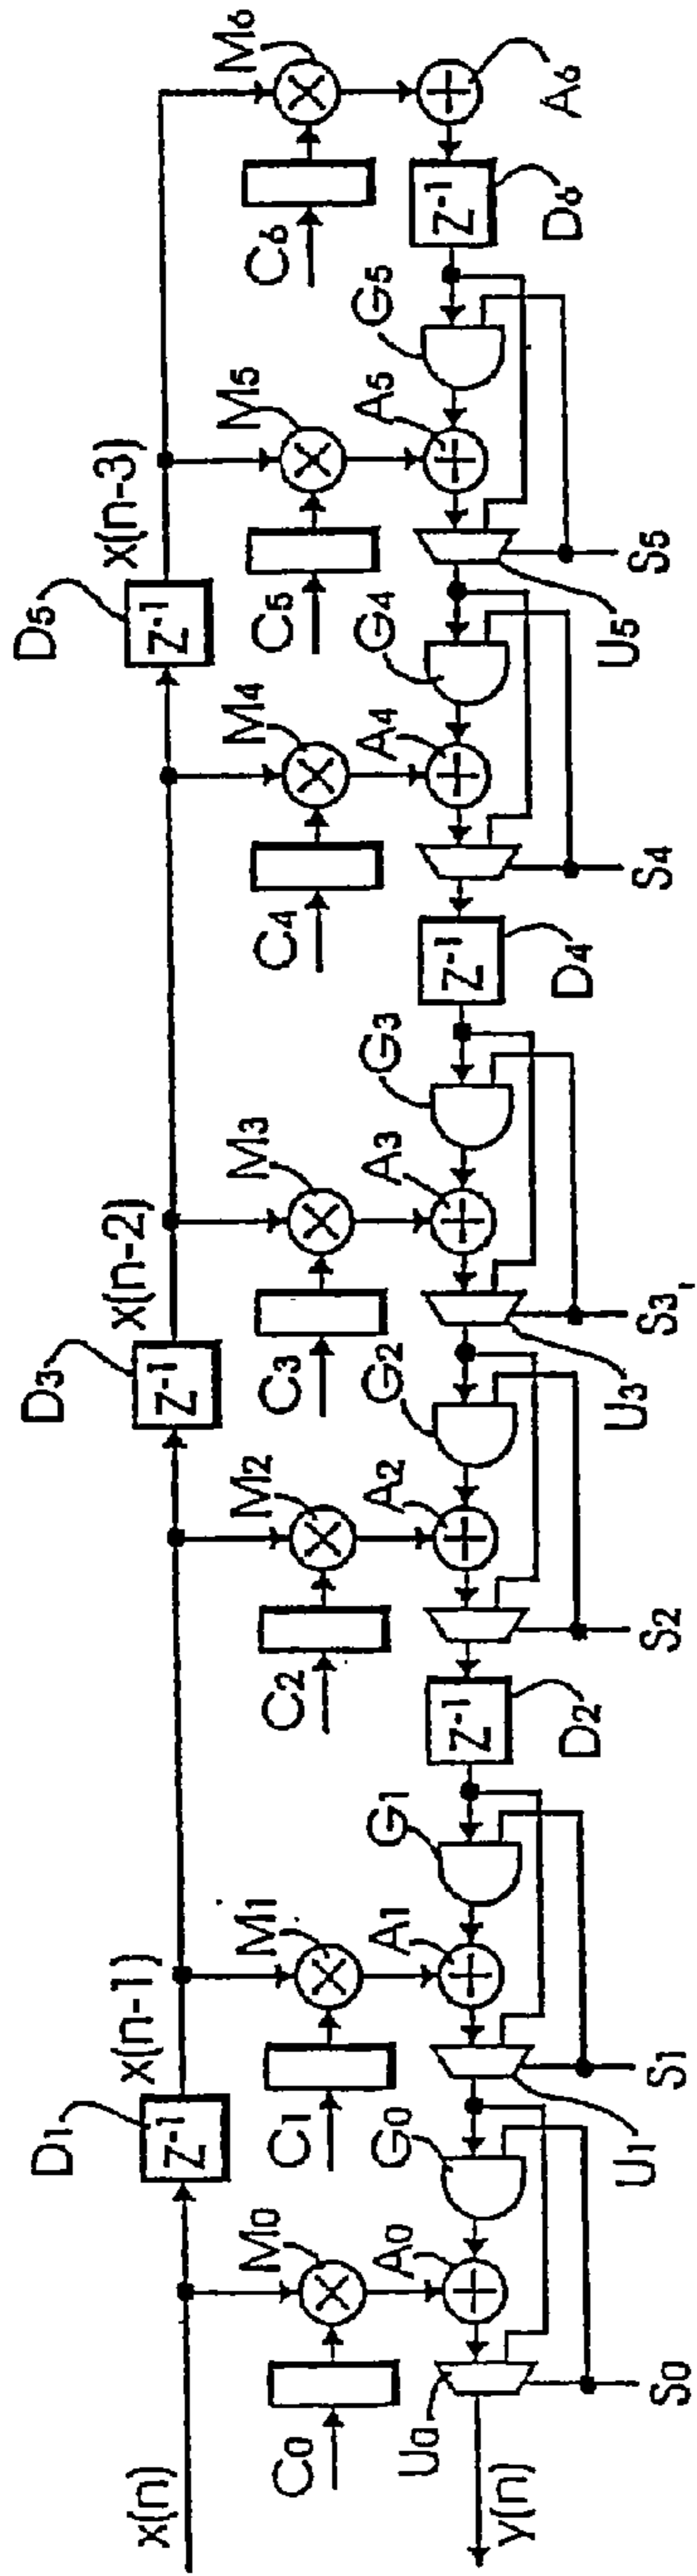 x(n)
D1
Z-1
x(n-1)
D3
Z-1
x(n-2)
D5
Z-1
x(n-3)
C0
M0
C1
M1
C2
M2
C3
M3
C4
M4
C5
M5
C6
M6
y(n)
U0
A0
G0
U1
A1
G1
Z-1
D2
A2
G2
U3
A3
G3
Z-1
D4
A4
G4
U5
A5
G5
Z-1
D6
A6
S0
S1
S2
S3
S4
S5